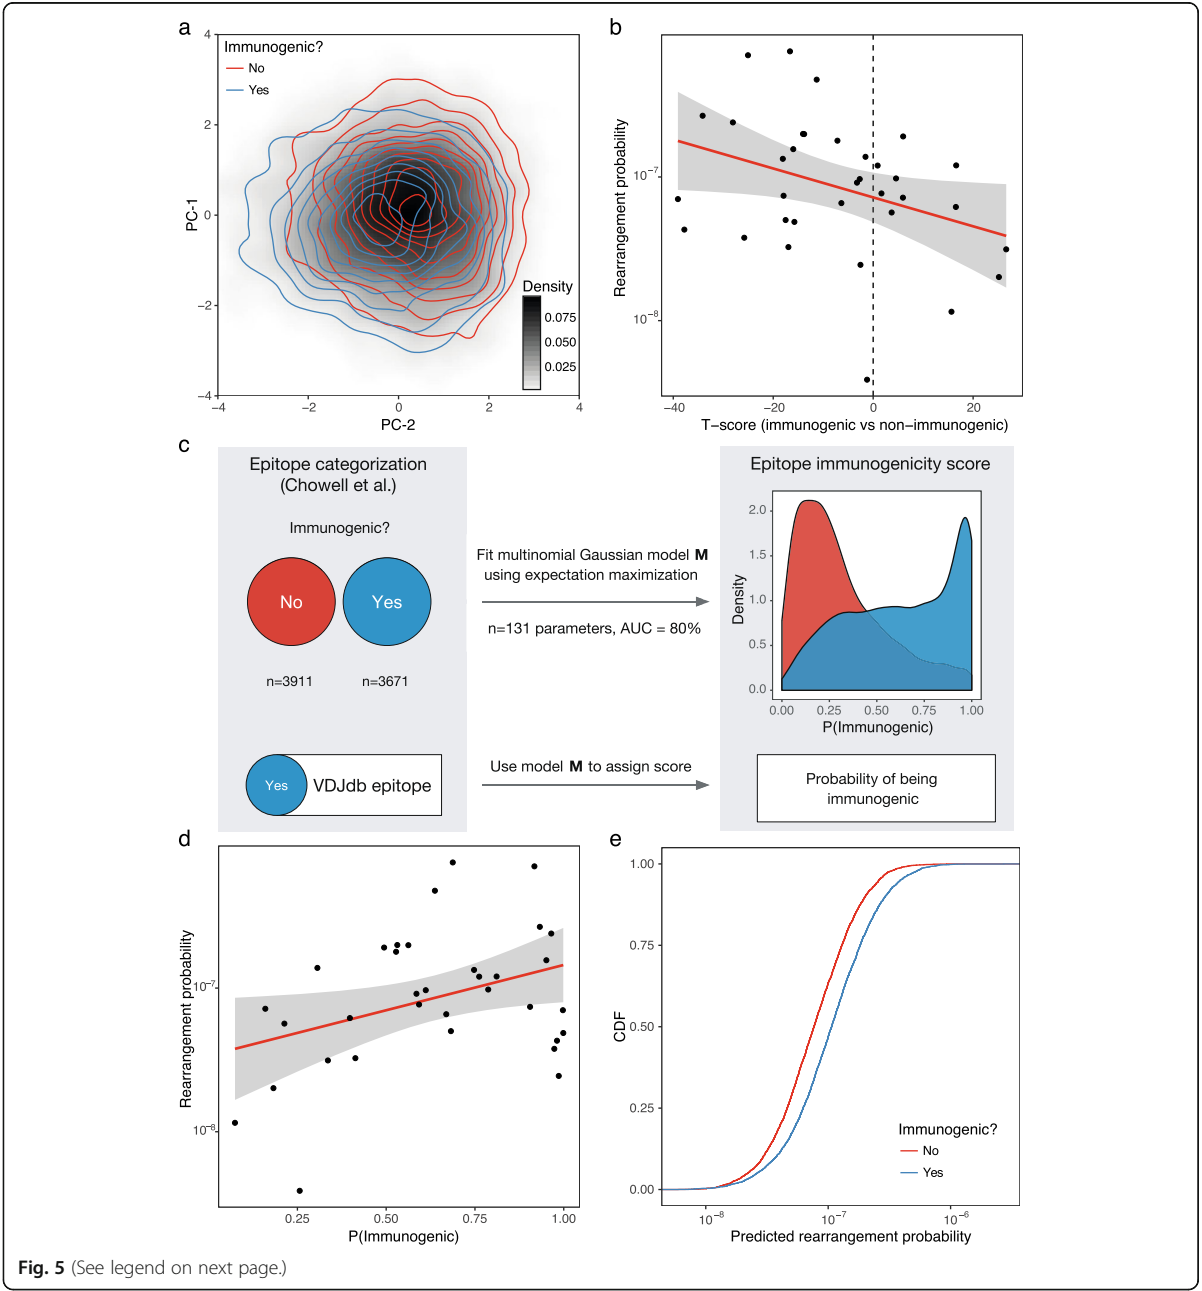 a
Immunogenic?
No
Yes
4
2
0
−2
−4
PC-1
−4
−2
0
2
4
PC-2
Density
0.075
0.050
0.025
b
Rearrangement probability
10⁻⁷
10⁻⁸
−40
−20
0
20
T−score (immunogenic vs non−immunogenic)
c
Epitope categorization
(Chowell et al.)
Immunogenic?
No
Yes
n=3911
n=3671
Yes
VDJdb epitope
Fit multinomial Gaussian model M
using expectation maximization
n=131 parameters, AUC = 80%
Use model M to assign score
Epitope immunogenicity score
Density
2.0
1.5
1.0
0.5
0.0
0.00
0.25
0.50
0.75
1.00
P(Immunogenic)
Probability of being
immunogenic
d
Rearrangement probability
10⁻⁷
10⁻⁸
0.25
0.50
0.75
1.00
P(Immunogenic)
e
CDF
1.00
0.75
0.50
0.25
0.00
Immunogenic?
No
Yes
10⁻⁸
10⁻⁷
10⁻⁶
Predicted rearrangement probability
Fig. 5 (See legend on next page.)